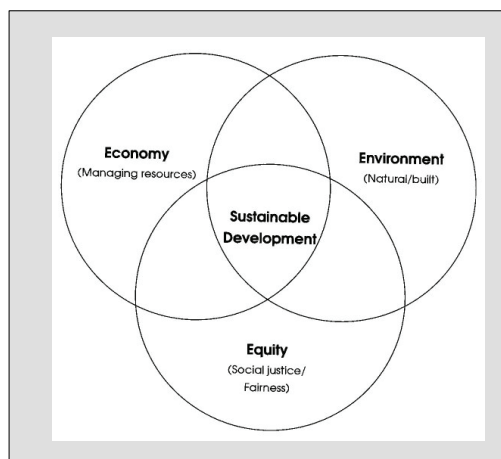 Economy
(Managing resources)
Environment
(Natural/built)
Sustainable
Development
Equity
(Social justice/
Fairness)